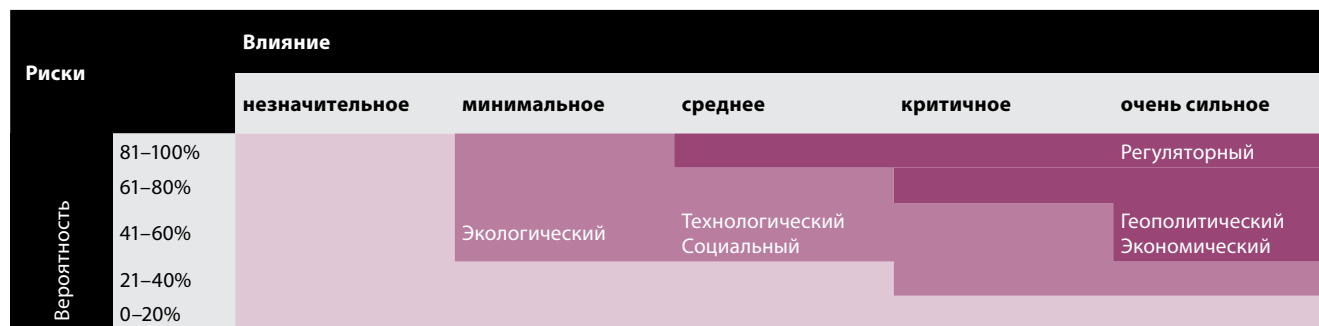 Риски
Влияние
незначительное минимальное среднее критичное очень сильное
Вероятность
81–100% Регуляторный
61–80%
41–60% Экологический Технологический Социальный Геополитический Экономический
21–40%
0–20%